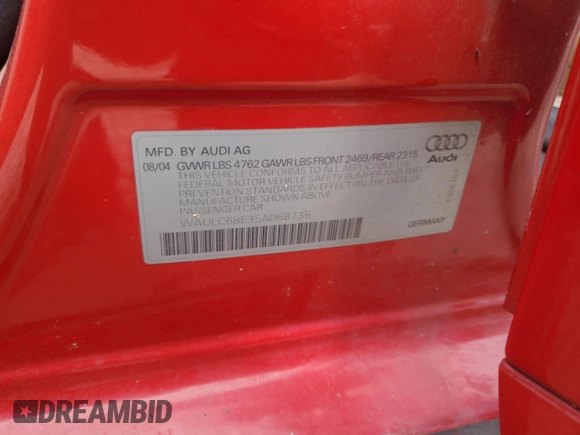 MFD. BY AUDI AG
08/04 GVWR LBS 4762 GAWR LBS FRONT 2469/REAR 2315
THIS VEHICLE CONFORMS TO ALL APPLICABLE U.S.
FEDERAL MOTOR VEHICLE SAFETY BUMPER AND THEFT
PREVENTION STANDARDS IN EFFECT ON THE DATE OF
MANUFACTURE SHOWN ABOVE
PASSENGER CAR
WAULC68E35A068735
Audi
GERMANY
DREAMBID